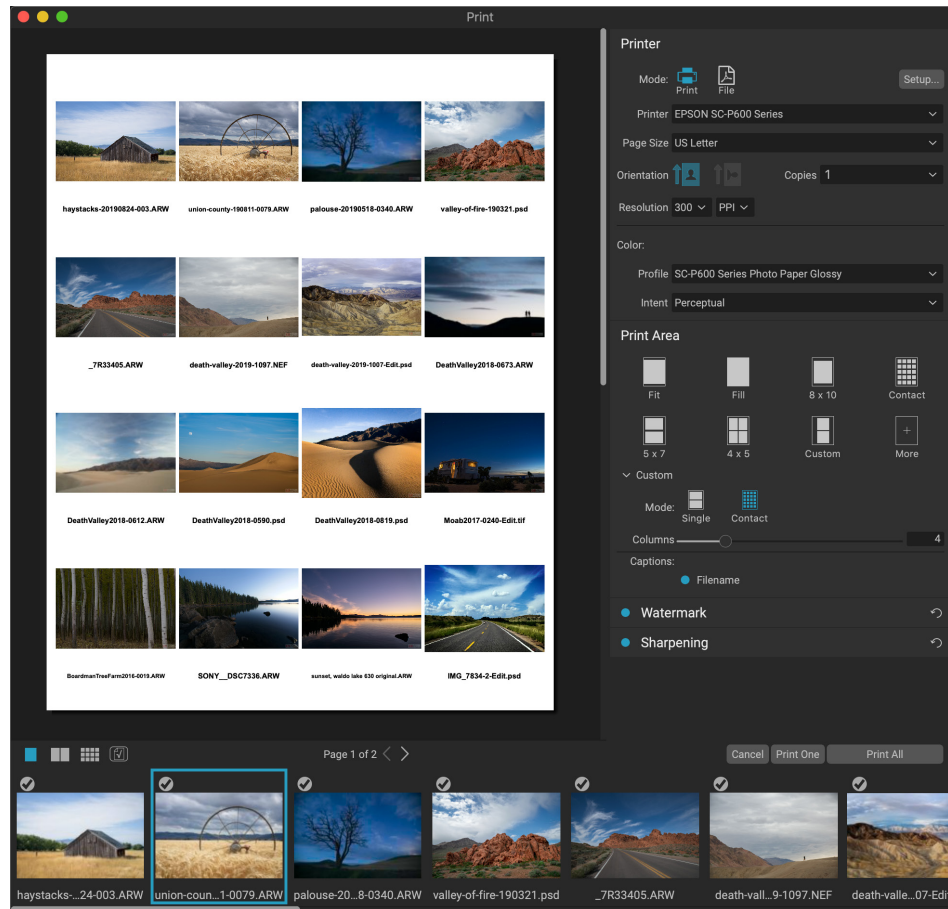 Print
haystacks-20190824-003.ARW
union-county-190811-0079.ARW
palouse-20190518-0340.ARW
valley-of-fire-190321.psd
_7R33405.ARW
death-valley-2019-1097.NEF
death-valley-2019-1007-Edit.psd
DeathValley2018-0673.ARW
DeathValley2018-0612.ARW
DeathValley2018-0590.psd
DeathValley2018-0819.psd
Moab2017-0240-Edit.tif
BoardmanTreeFarm2016-0019.ARW
SONY__DSC7336.ARW
sunset, waldo lake 630 original.ARW
IMG_7834-2-Edit.psd
Printer
Mode:
Print
File
Setup...
Printer EPSON SC-P600 Series
Page Size US Letter
Orientation
Copies 1
Resolution 300 PPI
Color:
Profile SC-P600 Series Photo Paper Glossy
Intent Perceptual
Print Area
Fit
Fill
8 x 10
Contact
5 x 7
4 x 5
Custom
More
Custom
Mode:
Single
Contact
Columns 4
Captions:
Filename
Watermark
Sharpening
Page 1 of 2
Cancel
Print One
Print All
haystacks-...24-003.ARW
union-coun...1-0079.ARW
palouse-20...8-0340.ARW
valley-of-fire-190321.psd
_7R33405.ARW
death-vall...9-1097.NEF
death-valle...07-Edi